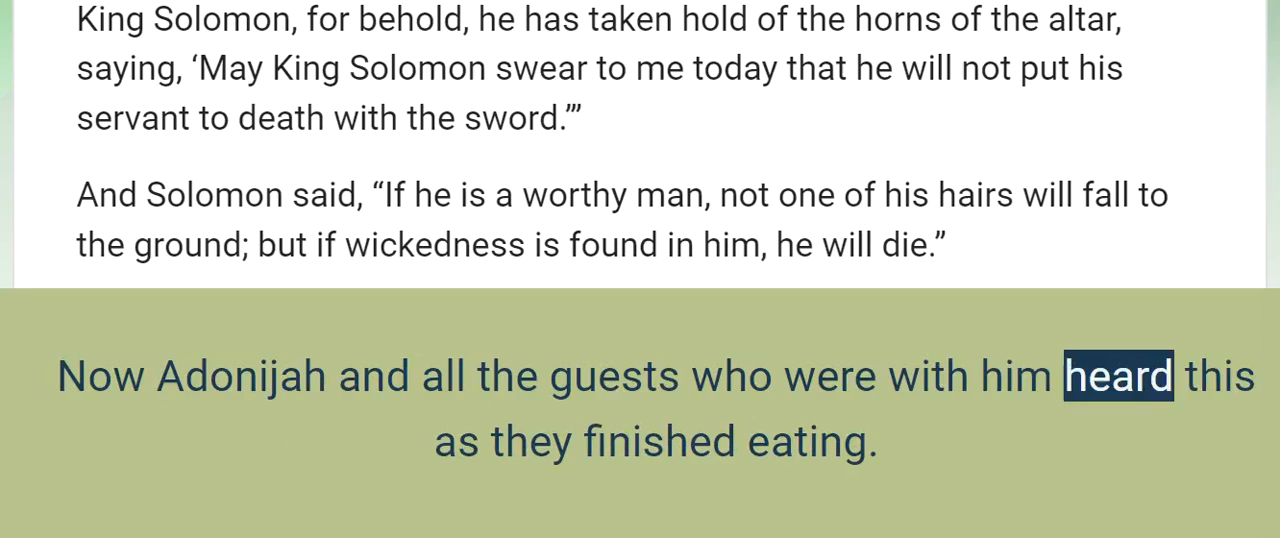 King Solomon, for behold, he has taken hold of the horns of the altar,
saying, ‘May King Solomon swear to me today that he will not put his
servant to death with the sword.’”
And Solomon said, “If he is a worthy man, not one of his hairs will fall to
the ground; but if wickedness is found in him, he will die.”
Now Adonijah and all the guests who were with him heard this
as they finished eating.